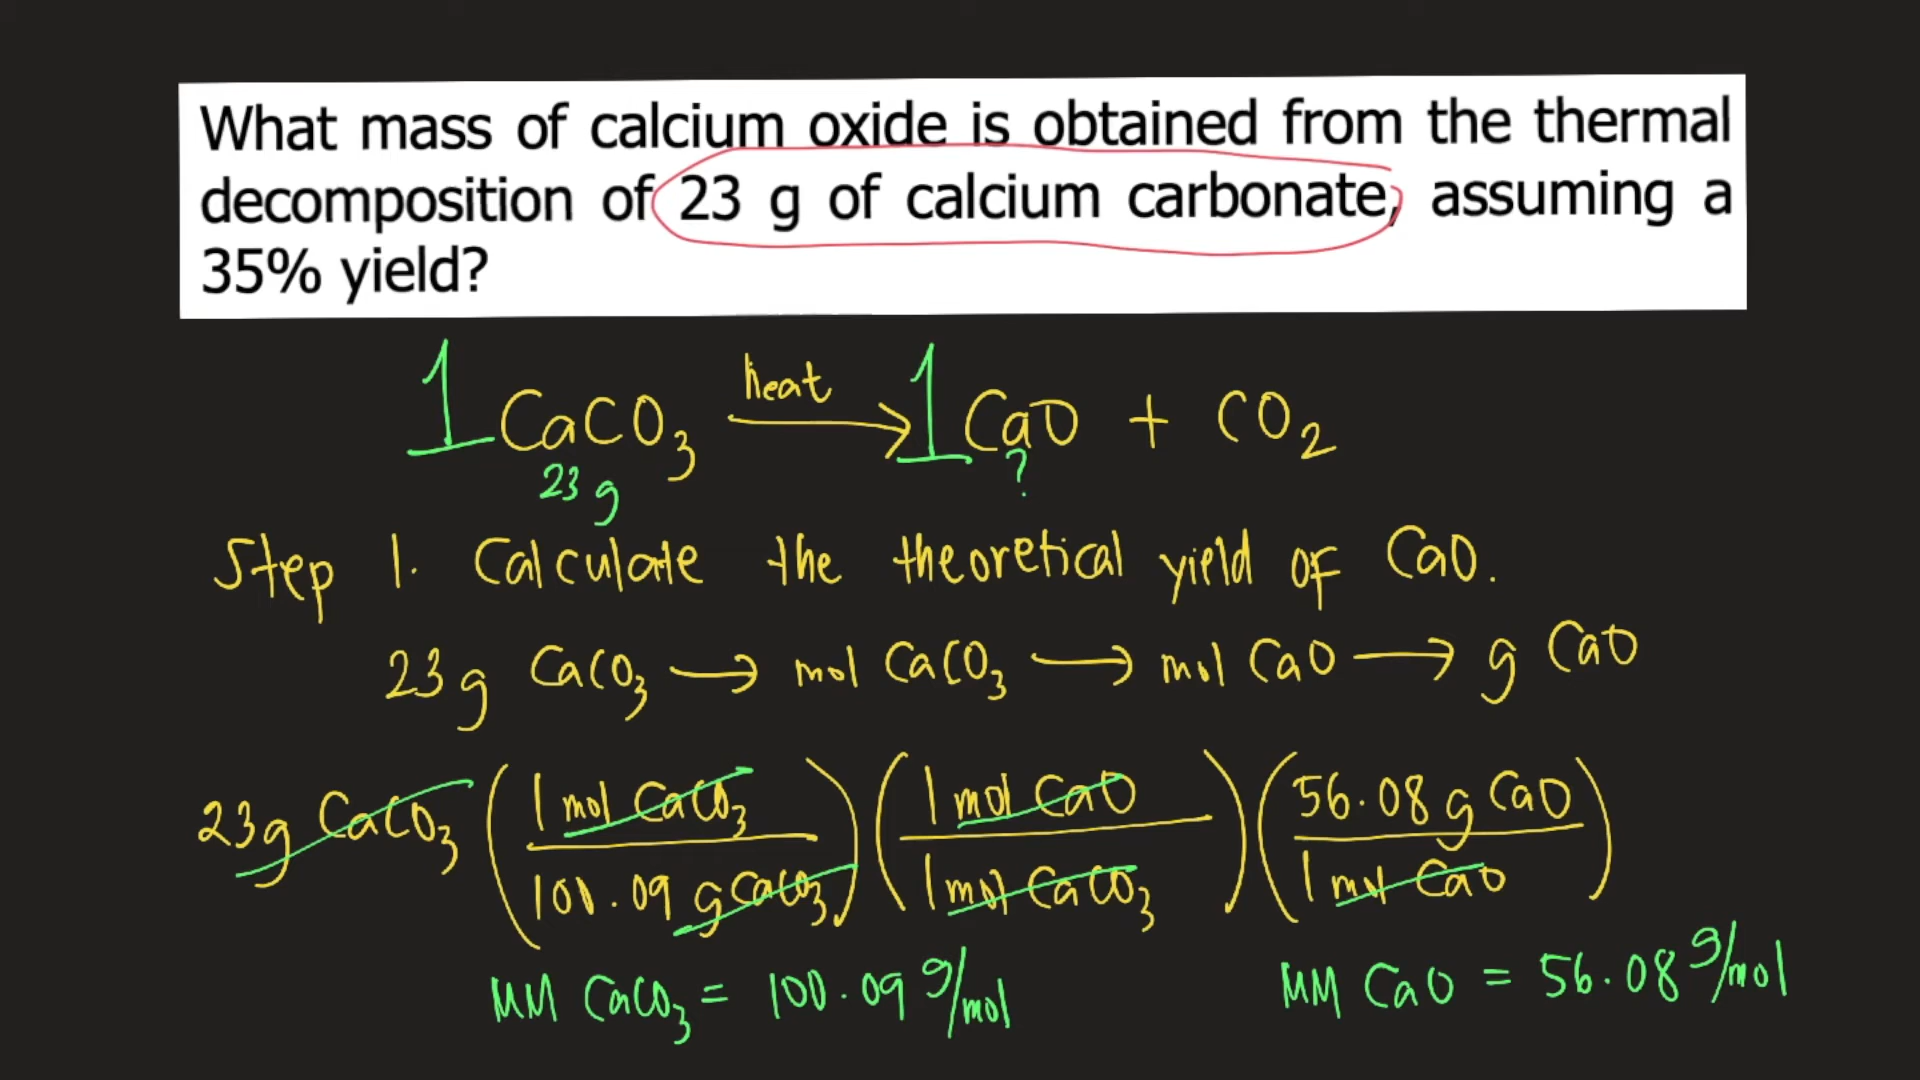 What mass of calcium oxide is obtained from the thermal
decomposition of 23 g of calcium carbonate, assuming a
35% yield?
1 CaCO₃ heat → 1 CaO + CO₂
23 g ?
Step 1. Calculate the theoretical yield of CaO.
23 g CaCO₃ → mol CaCO₃ → mol CaO → g CaO
23g CaCO₃ (1 mol CaCO₃ / 100.09 g CaCO₃) (1 mol CaO / 1 mol CaCO₃) (56.08 g CaO / 1 mol CaO)
MM CaCO₃ = 100.09 g/mol MM CaO = 56.08 g/mol